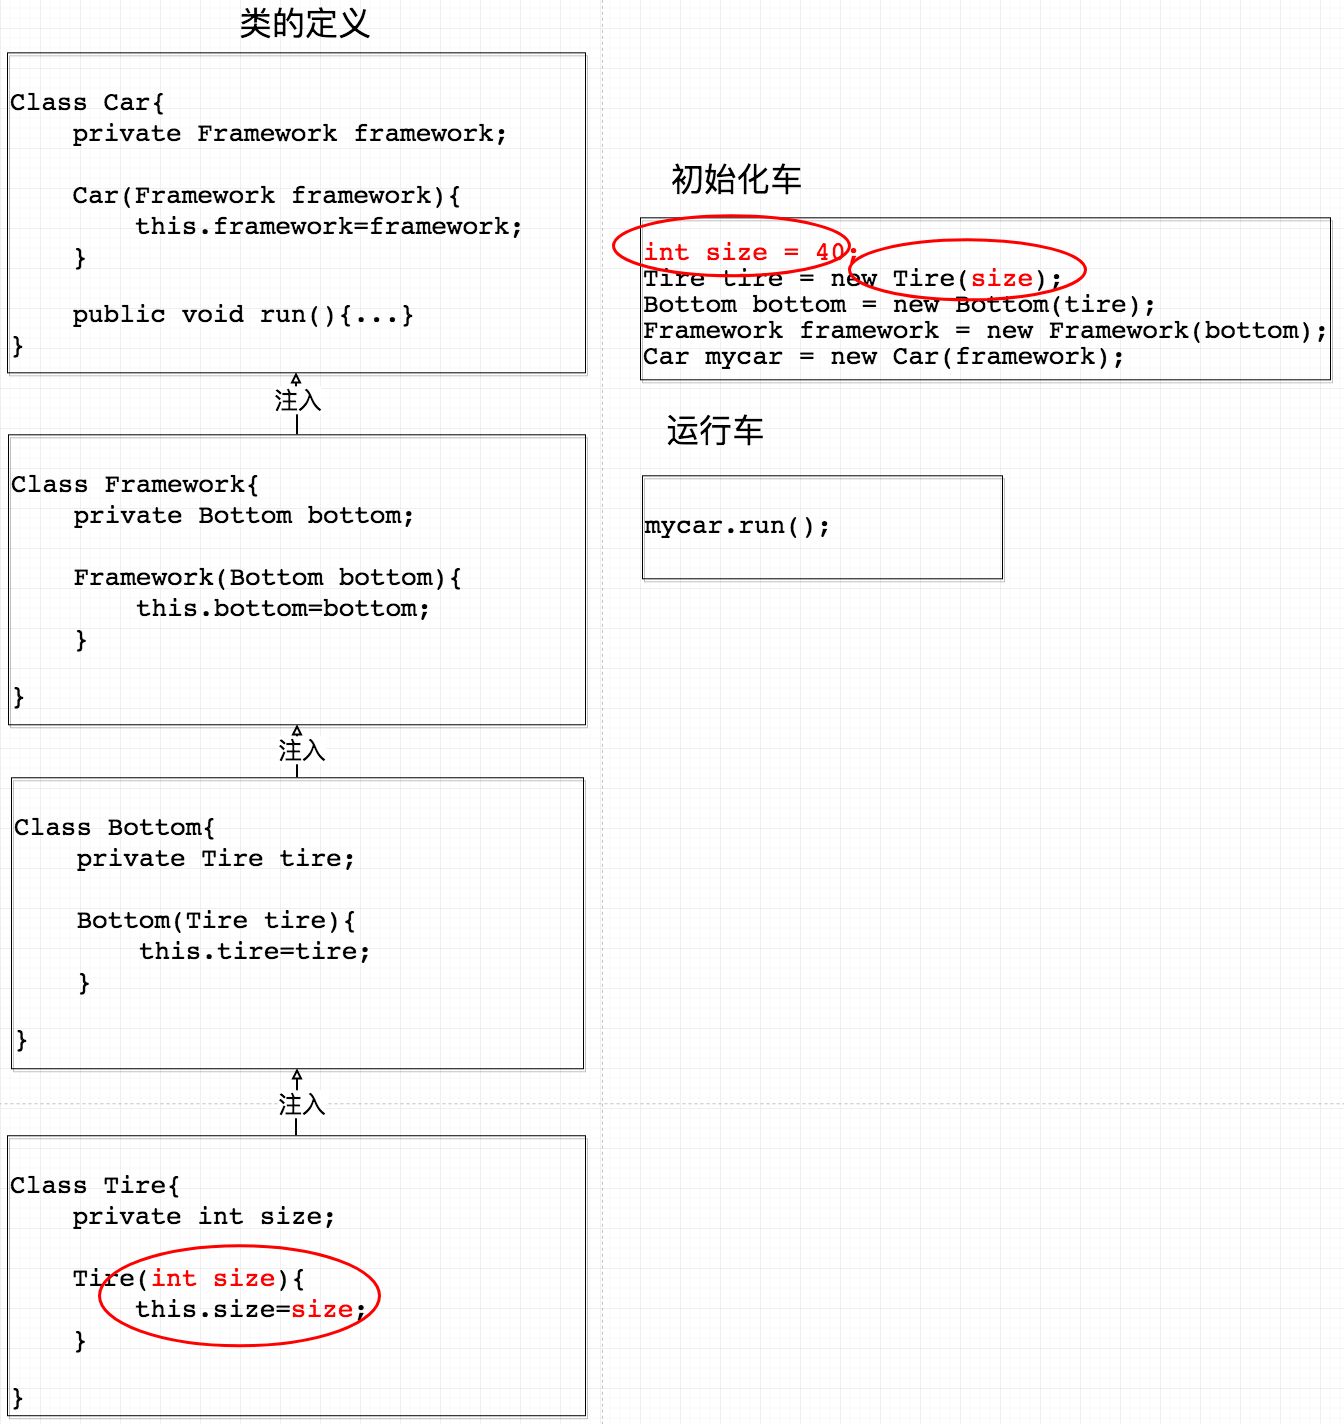 类的定义
Class Car{
    private Framework framework;
    Car(Framework framework){
        this.framework=framework;
    }
    public void run(){...}
}
注入
Class Framework{
    private Bottom bottom;
    Framework(Bottom bottom){
        this.bottom=bottom;
    }
}
注入
Class Bottom{
    private Tire tire;
    Bottom(Tire tire){
        this.tire=tire;
    }
}
注入
Class Tire{
    private int size;
    Tire(int size){
        this.size=size;
    }
}
初始化车
int size = 40;
Tire tire = new Tire(size);
Bottom bottom = new Bottom(tire);
Framework framework = new Framework(bottom);
Car mycar = new Car(framework);
运行车
mycar.run();